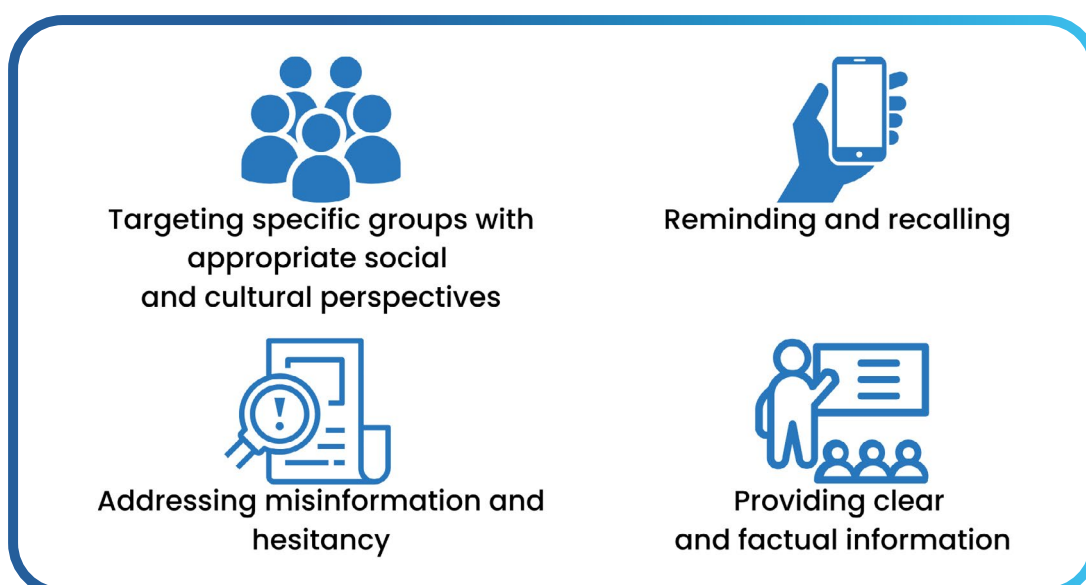 Targeting specific groups with
appropriate social
and cultural perspectives
Reminding and recalling
Addressing misinformation and
hesitancy
Providing clear
and factual information